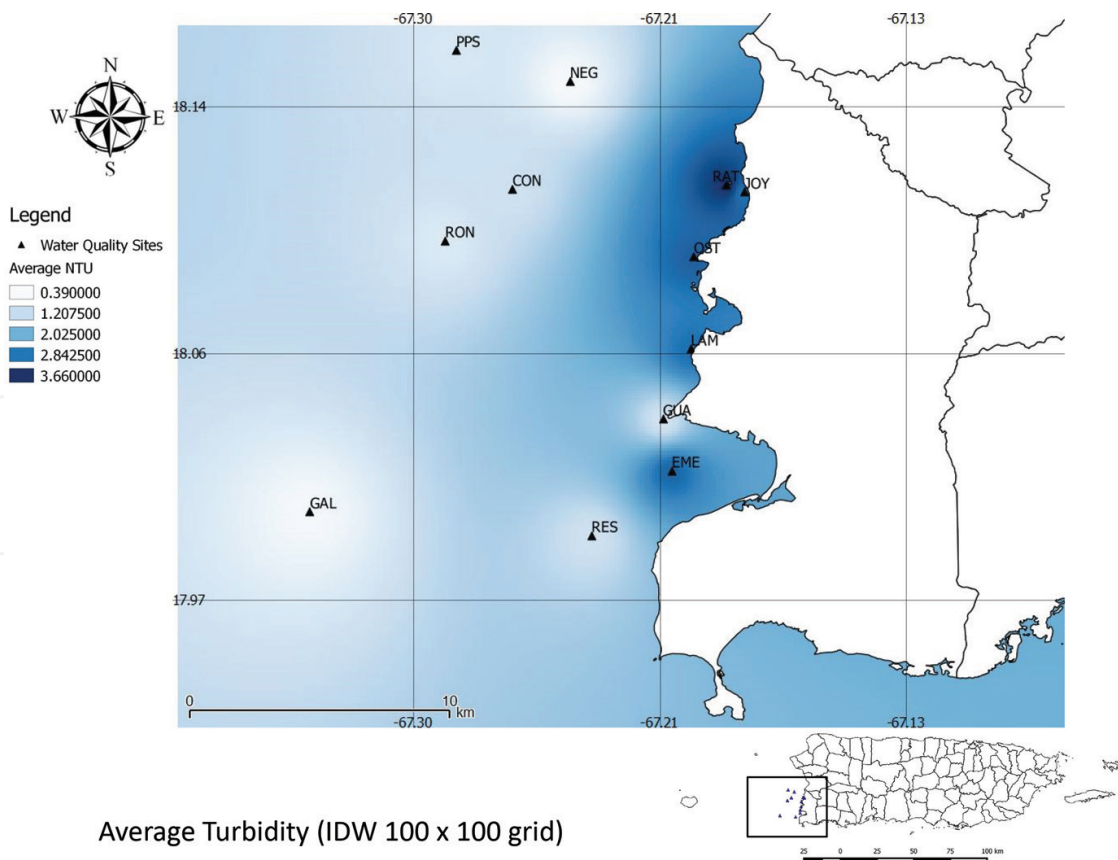 -67.30 -67.21 -67.13
PPS
NEG
N
18.14
W E
S
RAT JOY
CON
Legend
RON
Water Quality Sites
OST
Average NTU
0.390000
1.207500
2.025000
LAM
2.842500
18.06
3.660000
GUA
EME
GAL
RES
17.97
0 10
km
-67.30 -67.21 -67.13
Average Turbidity (IDW 100 x 100 grid)
25 0 25 50 75 100 km